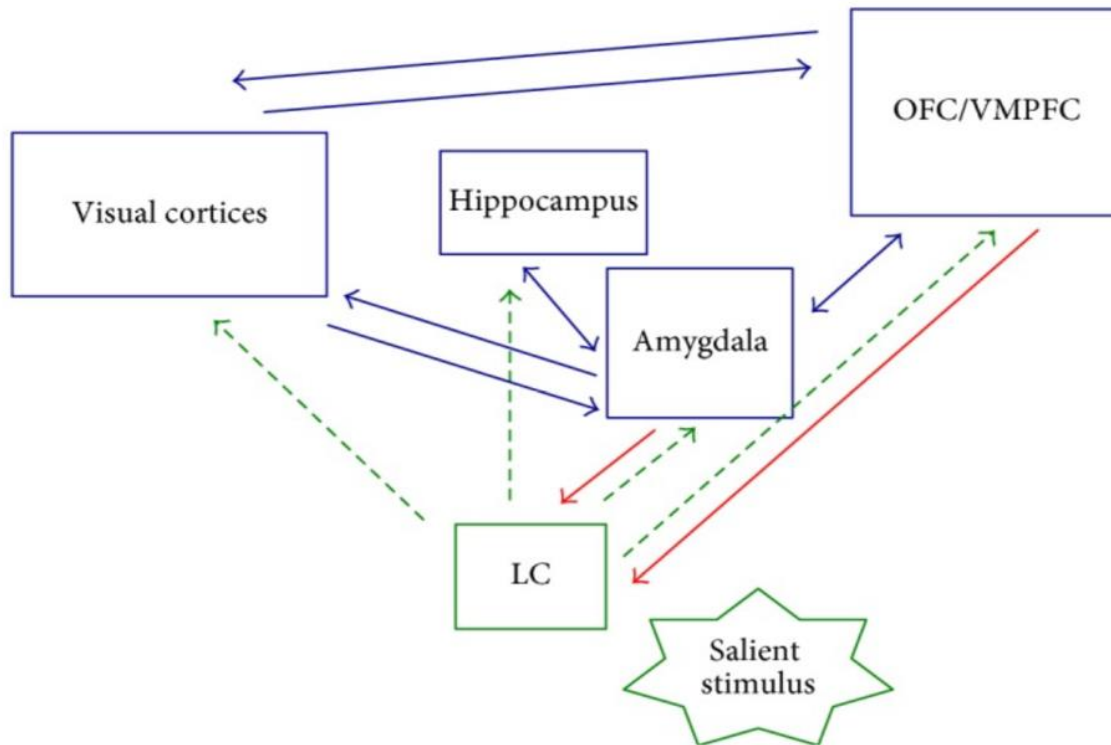 OFC/VMPFC
Visual cortices
Hippocampus
Amygdala
LC
Salient
stimulus